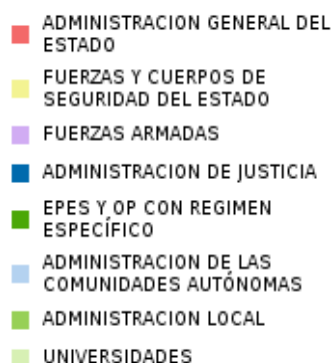 ADMINISTRACION GENERAL DEL
ESTADO
FUERZAS Y CUERPOS DE
SEGURIDAD DEL ESTADO
FUERZAS ARMADAS
ADMINISTRACION DE JUSTICIA
EPES Y OP CON REGIMEN
ESPECÍFICO
ADMINISTRACION DE LAS
COMUNIDADES AUTÓNOMAS
ADMINISTRACION LOCAL
UNIVERSIDADES